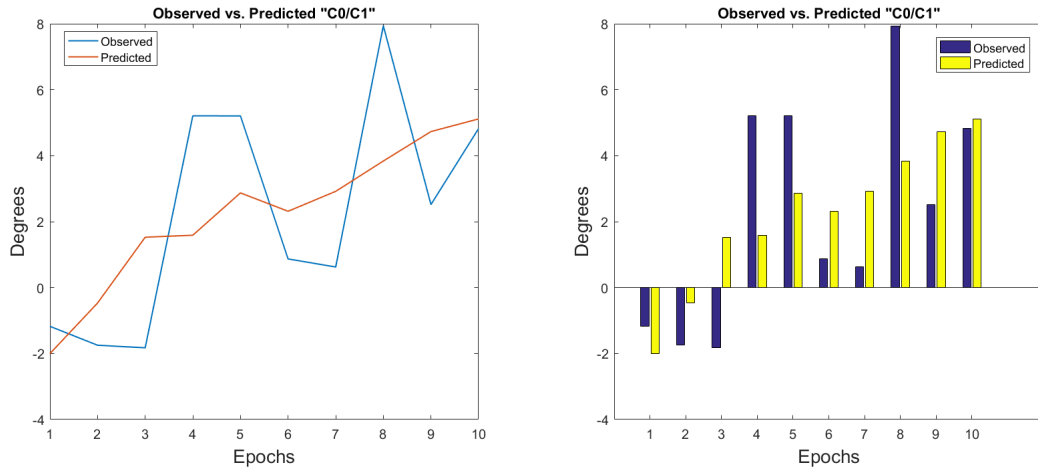 Observed vs. Predicted "C0/C1"
Observed
Predicted
8
6
4
2
0
-2
-4
Degrees
1 2 3 4 5 6 7 8 9 10
Epochs
Observed vs. Predicted "C0/C1"
Observed
Predicted
8
6
4
2
0
-2
-4
Degrees
1 2 3 4 5 6 7 8 9 10
Epochs